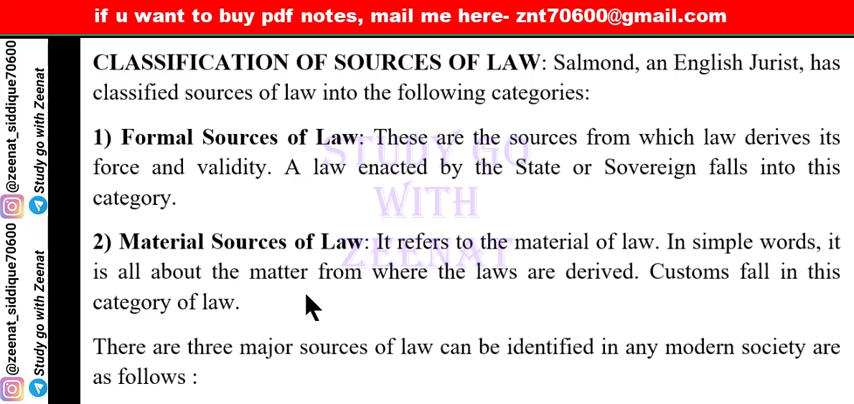 if u want to buy pdf notes, mail me here- znt70600@gmail.com
CLASSIFICATION OF SOURCES OF LAW: Salmond, an English Jurist, has
classified sources of law into the following categories:
1) Formal Sources of Law: These are the sources from which law derives its
force and validity. A law enacted by the State or Sovereign falls into this
category.
2) Material Sources of Law: It refers to the material of law. In simple words, it
is all about the matter from where the laws are derived. Customs fall in this
category of law.
There are three major sources of law can be identified in any modern society are
as follows :
STUDY GO
WITH
ZEENAT
@zeenat_siddique70600
Study go with Zeenat
@zeenat_siddique70600
Study go with Zeenat